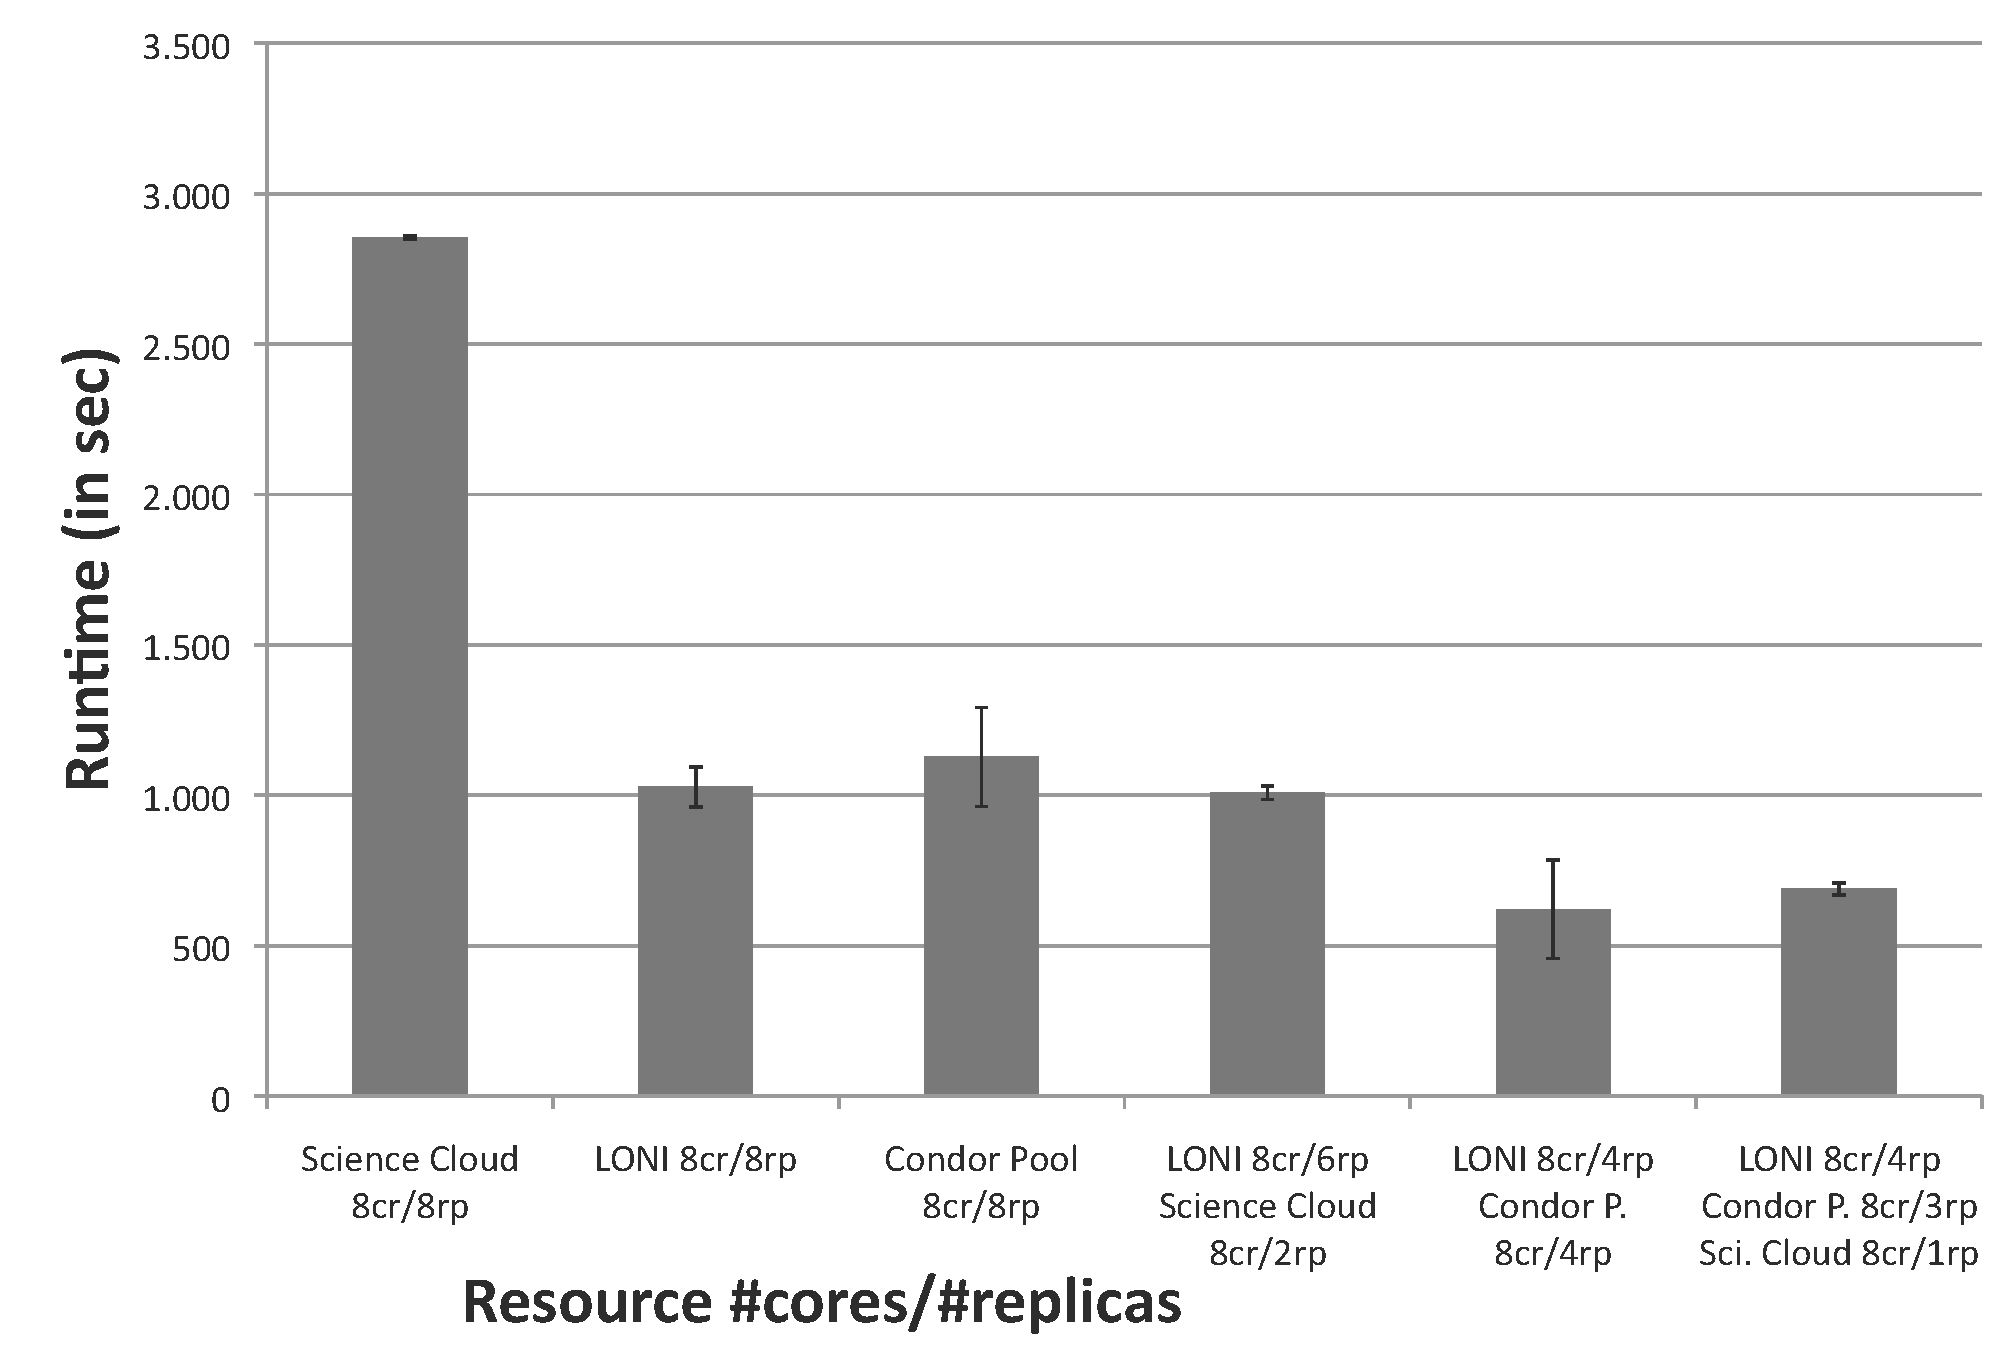 3.500
3.000
2.500
2.000
1.500
1.000
500
0
Runtime (in sec)
Science Cloud
8cr/8rp
LONI 8cr/8rp
Condor Pool
8cr/8rp
LONI 8cr/6rp
Science Cloud
8cr/2rp
LONI 8cr/4rp
Condor P.
8cr/4rp
LONI 8cr/4rp
Condor P. 8cr/3rp
Sci. Cloud 8cr/1rp
Resource #cores/#replicas